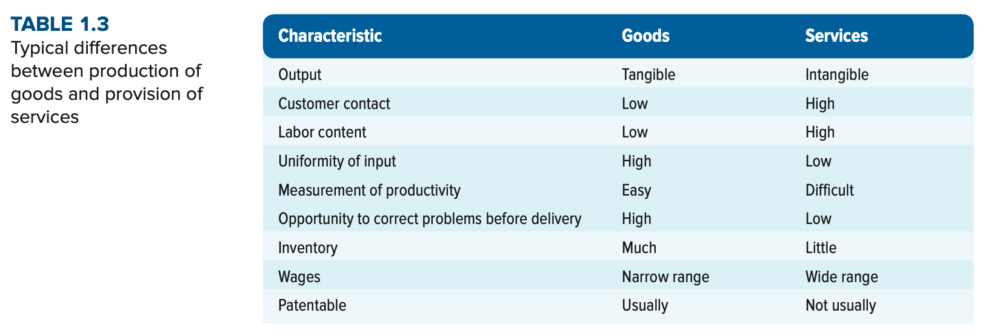 TABLE 1.3
Typical differences
between production of
goods and provision of
services
Characteristic Goods Services
Output Tangible Intangible
Customer contact Low High
Labor content Low High
Uniformity of input High Low
Measurement of productivity Easy Difficult
Opportunity to correct problems before delivery High Low
Inventory Much Little
Wages Narrow range Wide range
Patentable Usually Not usually